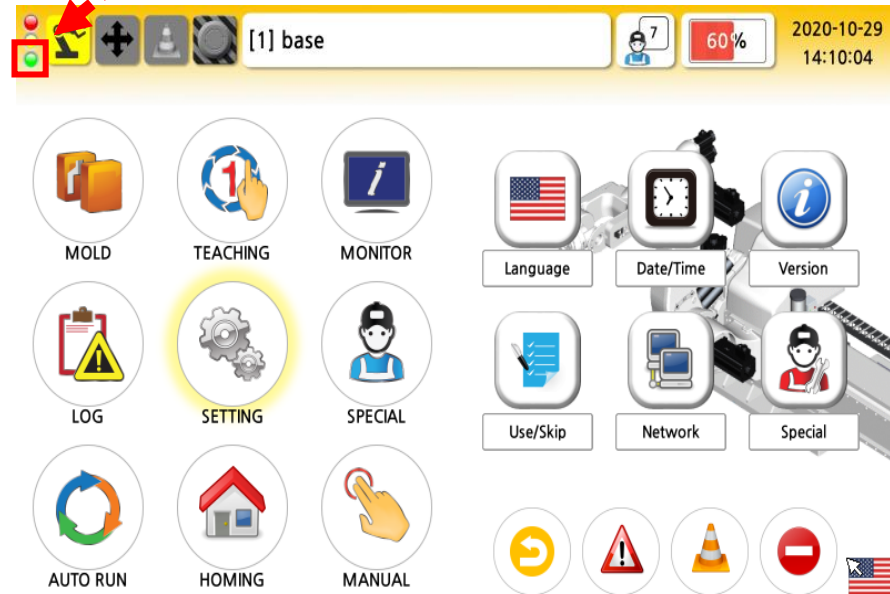 [1] base
7
60%
2020-10-29
14:10:04
1
i
i
MOLD
TEACHING
MONITOR
Language
Date/Time
Version
LOG
SETTING
SPECIAL
Use/Skip
Network
Special
AUTO RUN
HOMING
MANUAL